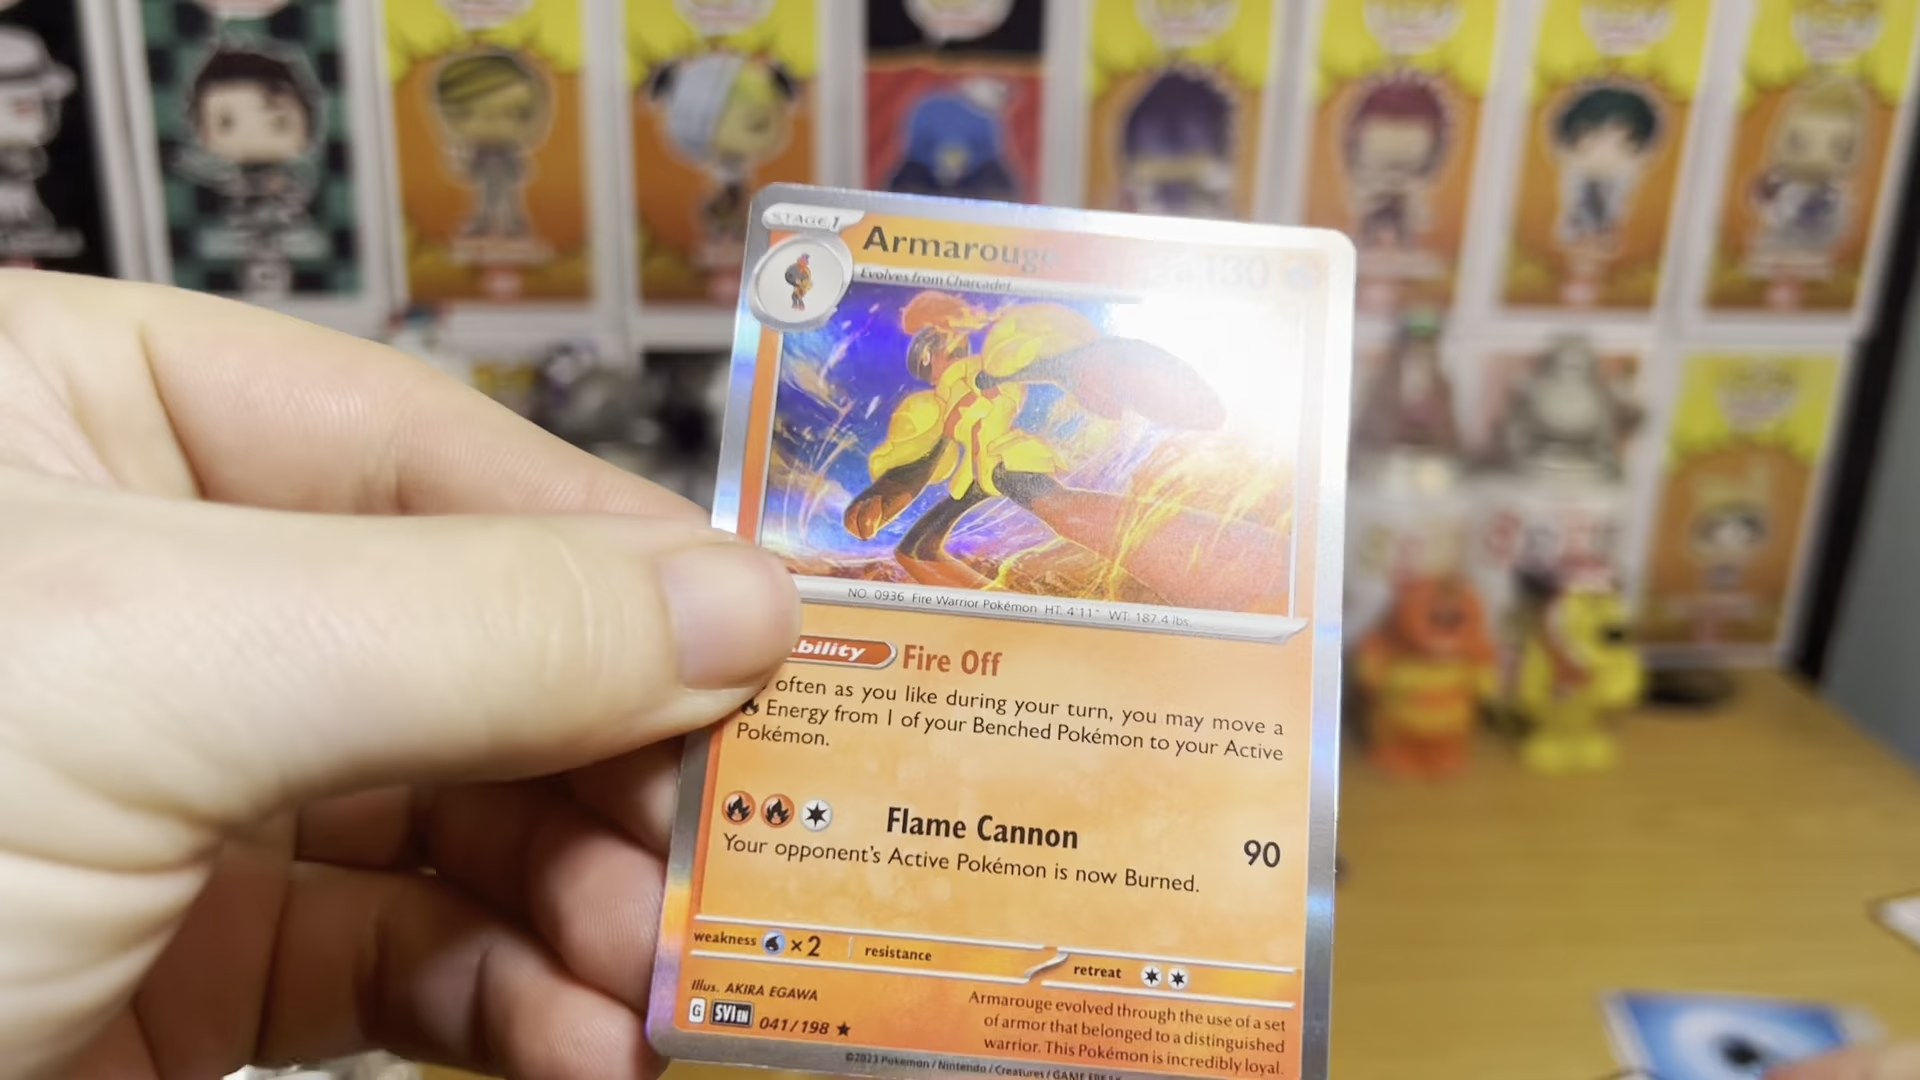 STAGE 1
Armarouge
130
Evolves from Charcadet
NO. 0936 Fire Warrior Pokémon HT: 4'11" WT: 187.4 lbs.
Ability Fire Off
often as you like during your turn, you may move a
Energy from 1 of your Benched Pokémon to your Active
Pokémon.
Flame Cannon 90
Your opponent's Active Pokémon is now Burned.
weakness ×2 resistance retreat
Illus. AKIRA EGAWA
G SVI EN 041/198 ★
Armarouge evolved through the use of a set
of armor that belonged to a distinguished
warrior. This Pokémon is incredibly loyal.
©2023 Pokémon / Nintendo / Creatures / GAME FREAK